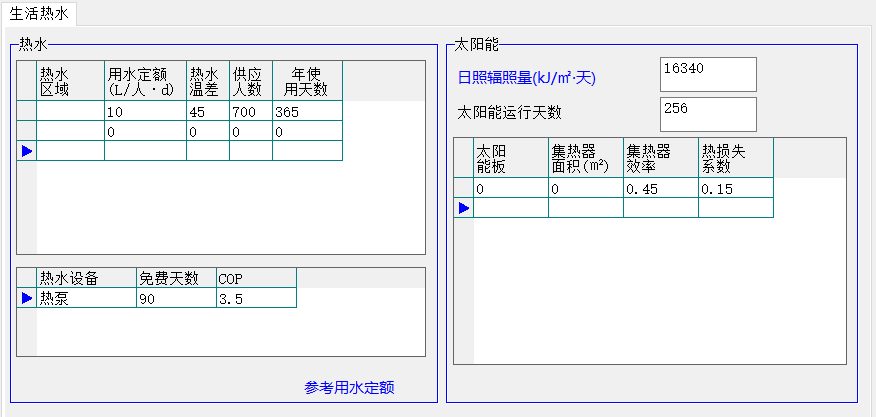 生活热水
热水
热水区域 用水定额(L/人·d) 热水温差 供应人数 年使用天数
10 45 700 365
0 0 0 0
热水设备 免费天数 COP
热泵 90 3.5
参考用水定额
太阳能
日照辐照量(kJ/㎡·天) 16340
太阳能运行天数 256
太阳能板 集热器面积(㎡) 集热器效率 热损失系数
0 0 0.45 0.15